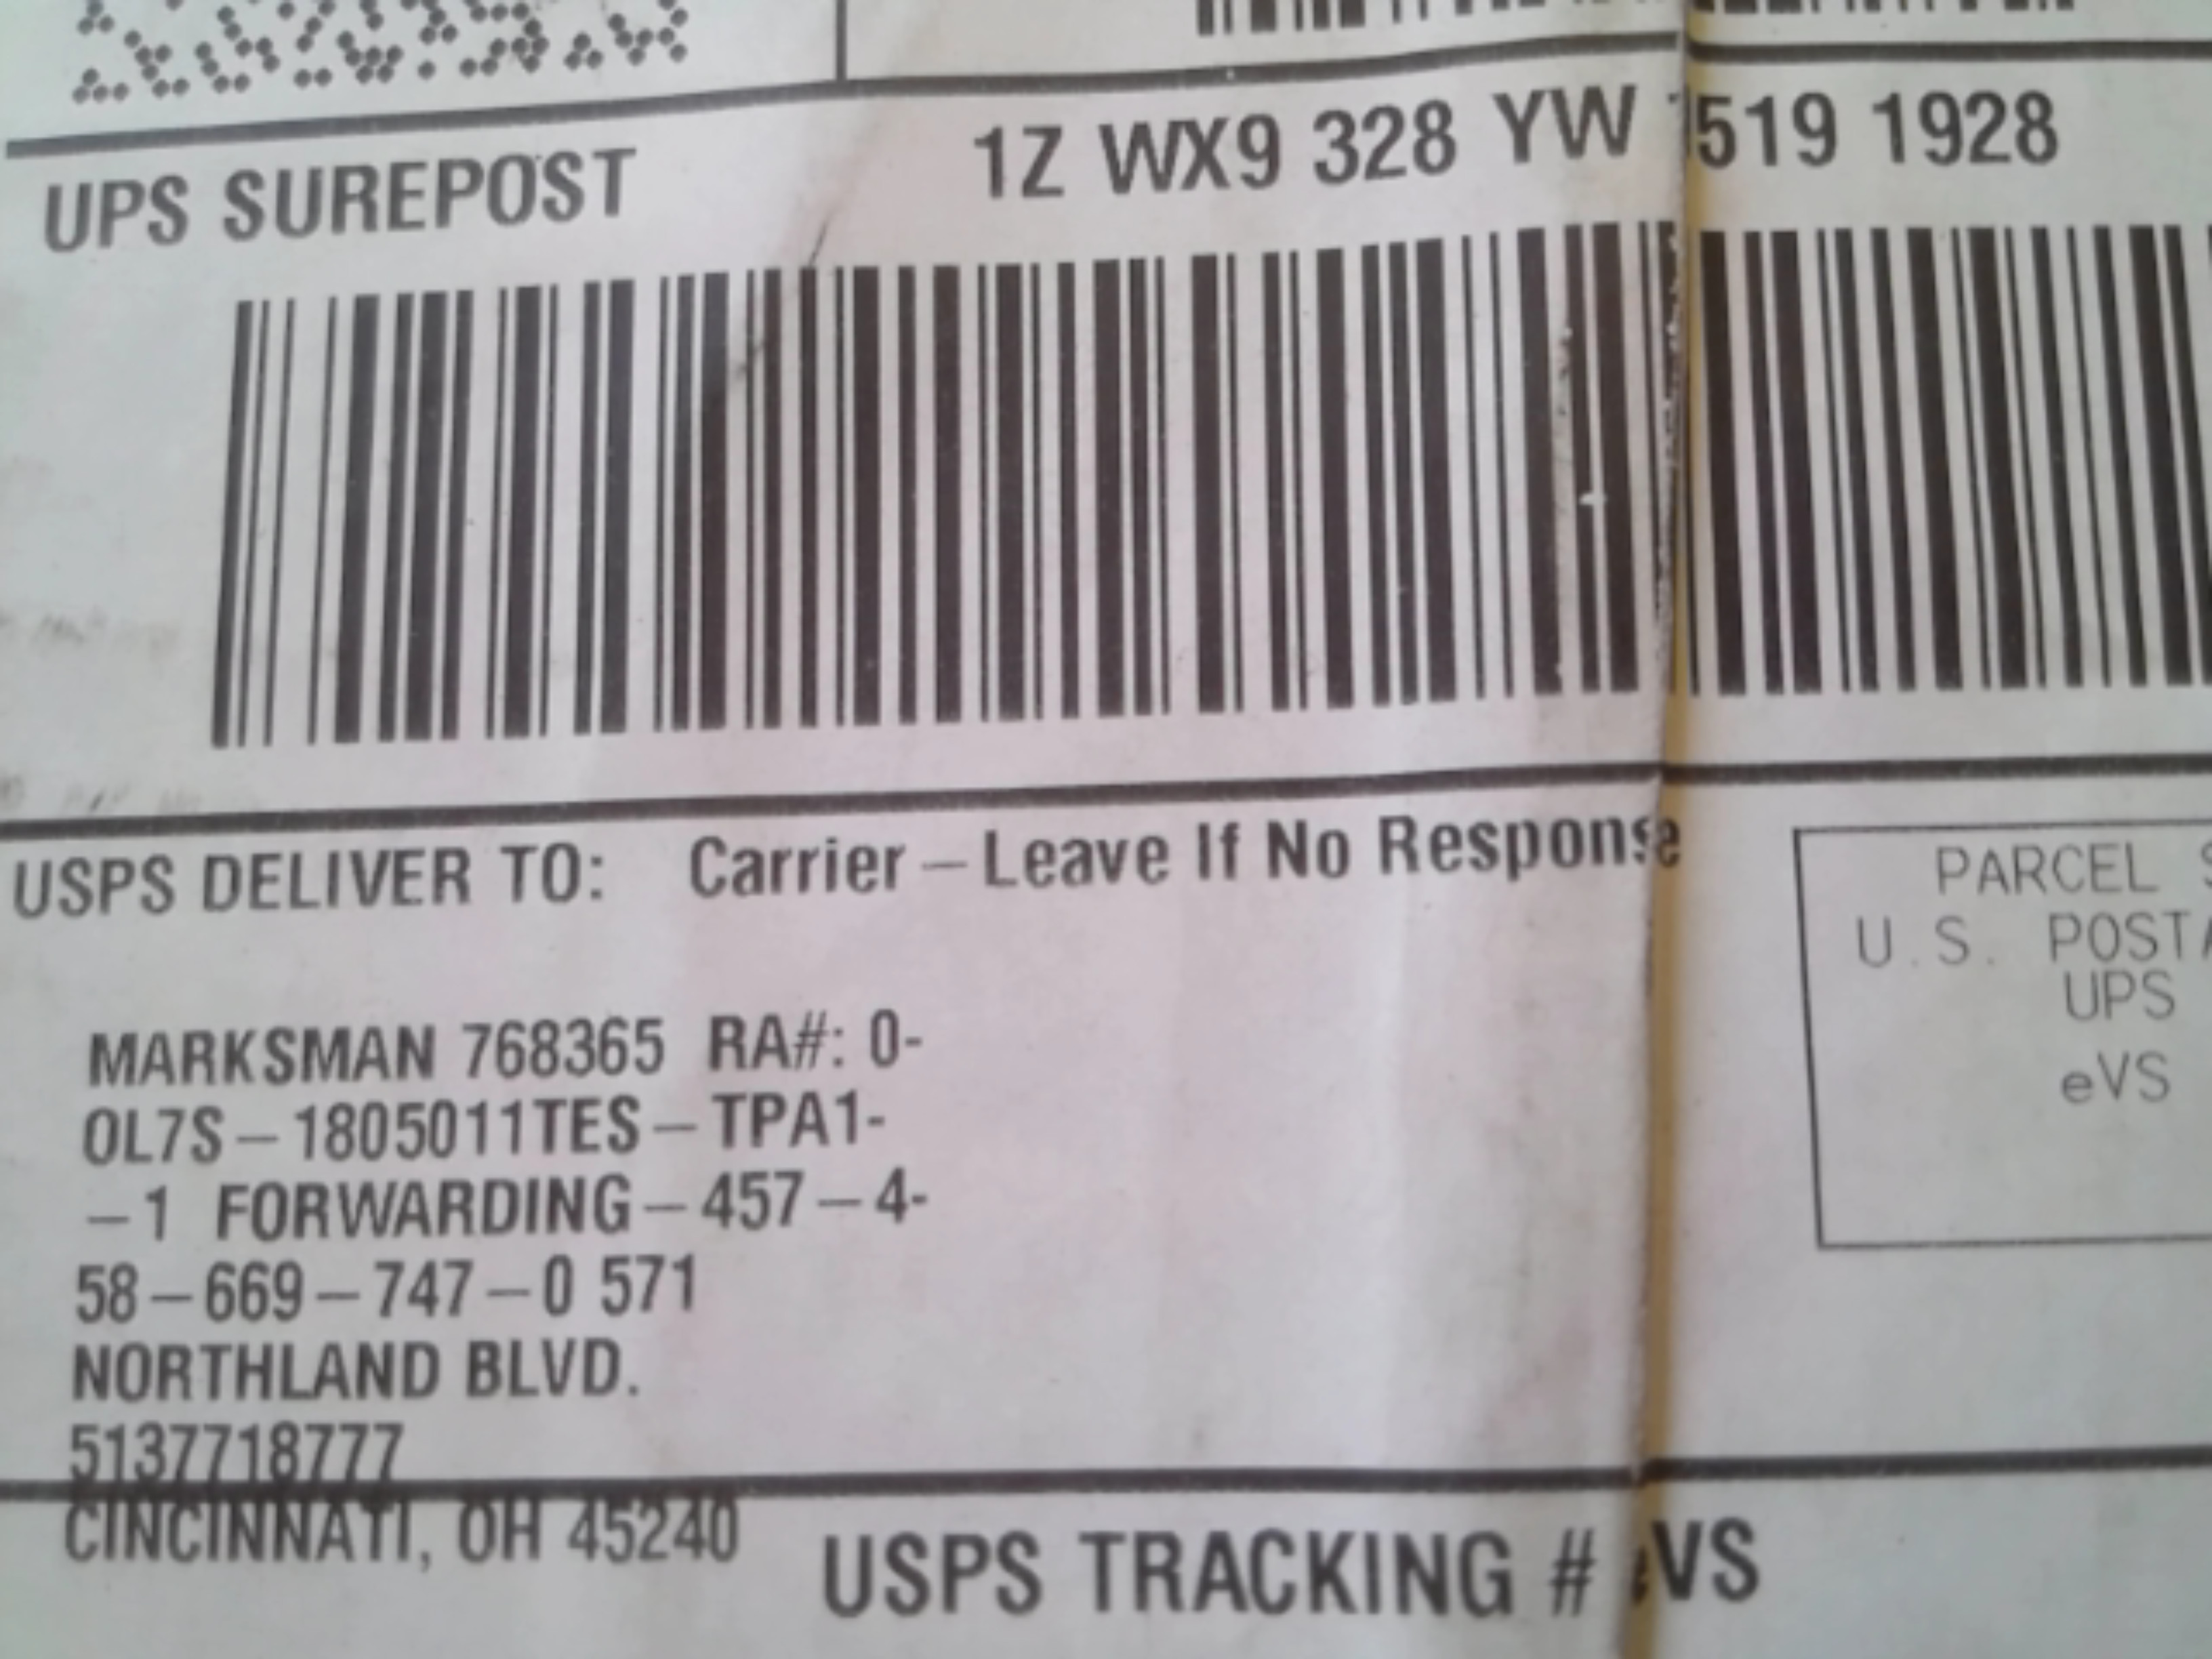 UPS SUREPOST
1Z WX9 328 YW 519 1928
USPS DELIVER TO: Carrier – Leave If No Response
PARCEL
U.S.
UPS
eVS
MARKSMAN 768365 RA#: 0-
OL7S – 1805011TES – TPA1-
– 1 FORWARDING – 457 – 4-
58 – 669 – 747 – 0 571
NORTHLAND BLVD.
5137718777
CINCINNATI, OH 45240
USPS TRACKING # eVS